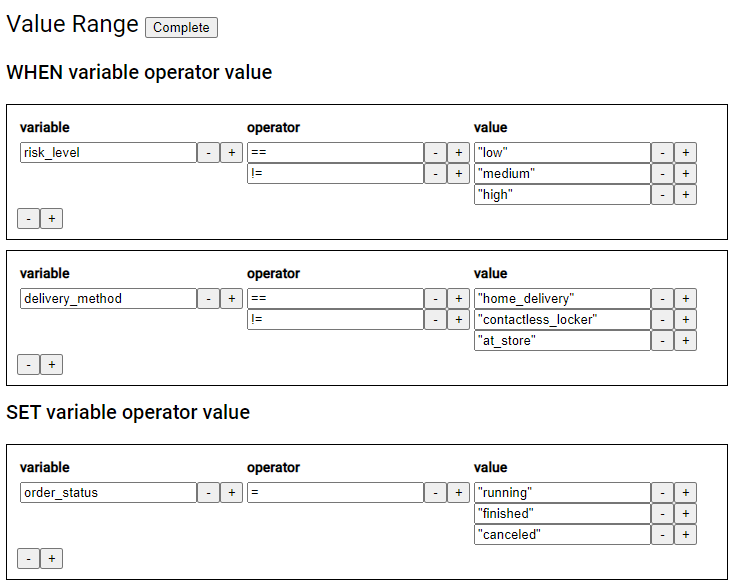 Value Range Complete
WHEN variable operator value
variable operator value
risk_level - + == - + "low" - +
!= - + "medium" - +
"high" - +
- +
variable operator value
delivery_method - + == - + "home_delivery" - +
!= - + "contactless_locker" - +
"at_store" - +
- +
SET variable operator value
variable operator value
order_status - + = - + "running" - +
"finished" - +
"canceled" - +
- +